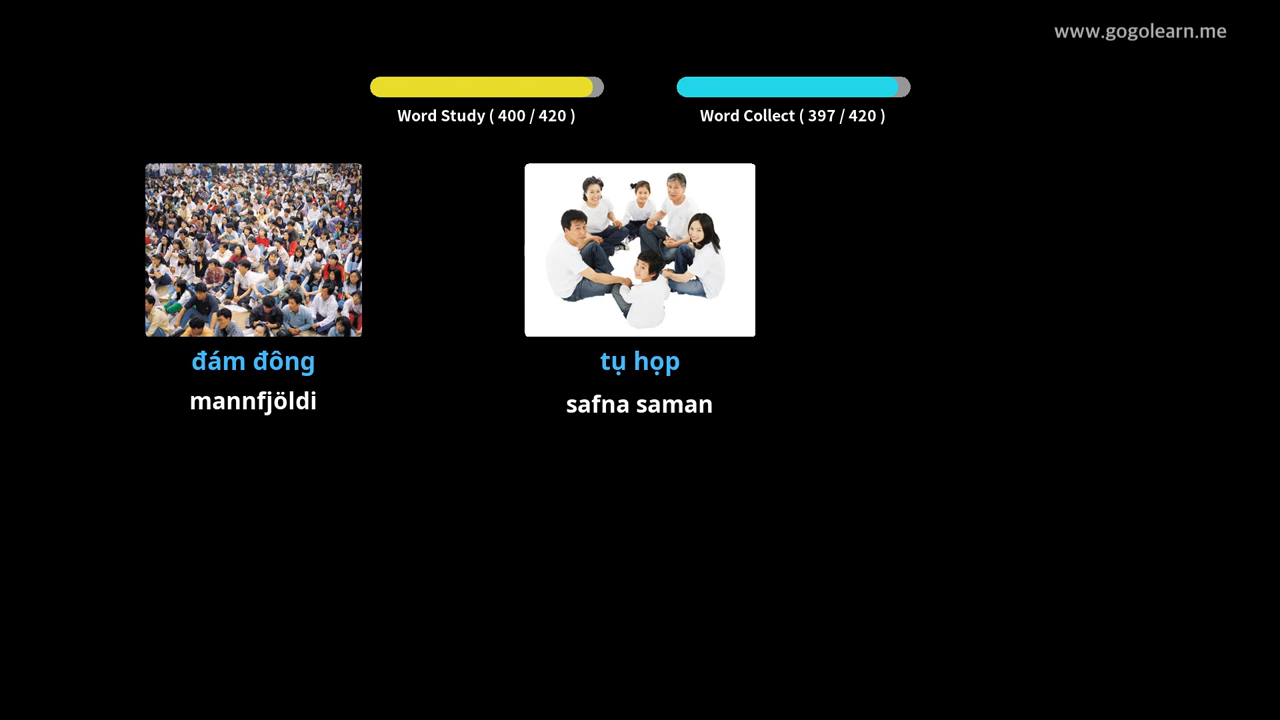 www.gogolearn.me
Word Study ( 400 / 420 )
Word Collect ( 397 / 420 )
đám đông
mannfjöldi
tụ họp
safna saman